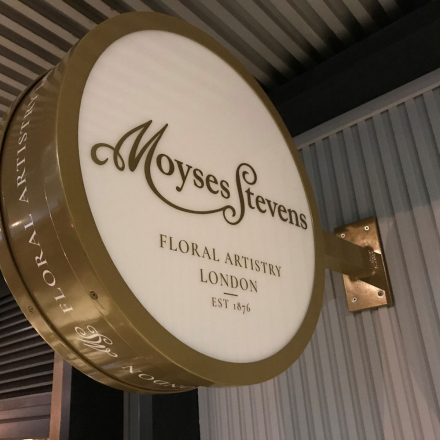 Moyses Stevens
FLORAL ARTISTRY
LONDON
EST 1876
FLORAL ARTISTRY